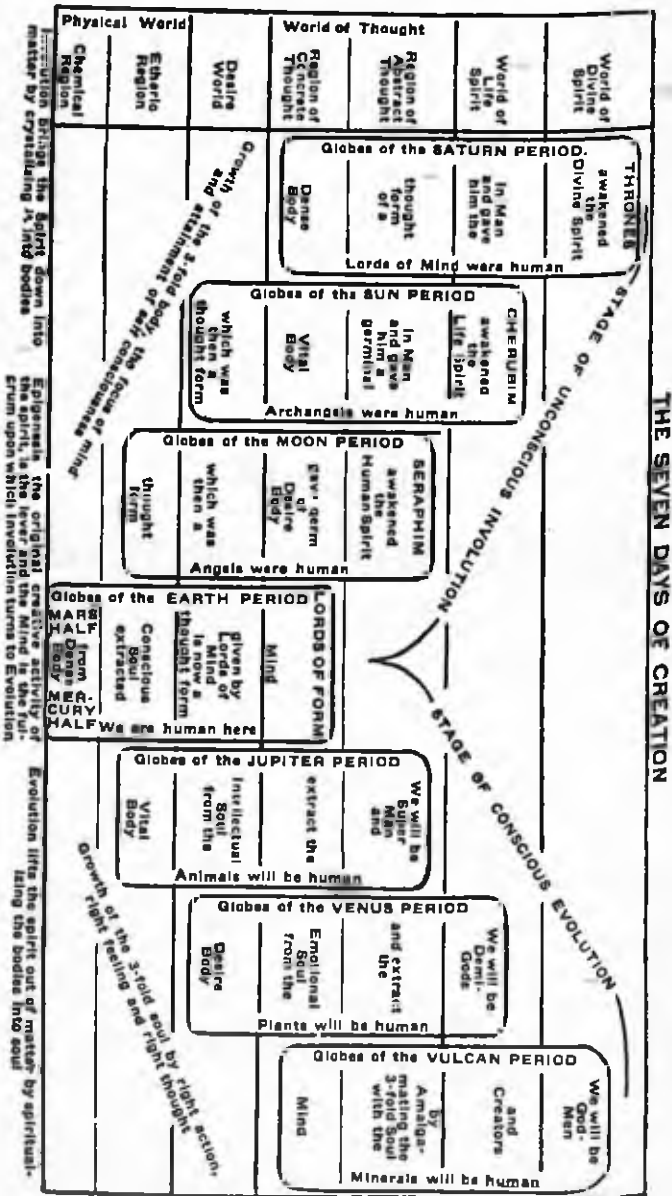 THE SEVEN DAYS OF CREATION
World of
Divine
Spirit
World of
Life
Spirit
Region of
Abstract
Thought
Region of
Concrete
Thought
World of Thought
Desire
World
Etheric
Region
Chemical
Region
Physical World
Globes of the SATURN PERIOD.
THRONES
awakened
the
Divine Spirit
In Man
and gave
him the
thought
form
of a
Dense
Body
Lords of Mind were human
STAGE OF UNCONSCIOUS INVOLUTION
Globes of the SUN PERIOD
CHERUBIM
awakened
the
Life Spirit
In Man
and gave
him a
germinal
Vital
Body
which was
then a
thought form
Archangels were human
Globes of the MOON PERIOD
SERAPHIM
awakened
the
Human Spirit
gave germ
of
Desire
Body
which was
then a
thought
form
Angels were human
Globes of the EARTH PERIOD
LORDS OF FORM
Mind
given by
Lords of
Mind
is now a
thought form
Conscious
Soul
extracted
MARS
HALF
from
Dense
Body
MER-
CURY
HALF
We are human here
STAGE OF CONSCIOUS EVOLUTION
Globes of the JUPITER PERIOD
We will be
Super
Man
and
extract the
Intellectual
Soul
from the
Vital
Body
Animals will be human
Globes of the VENUS PERIOD
We will be
Demi-
Gods
and extract
the
Emotional
Soul
from the
Desire
Body
Plants will be human
Globes of the VULCAN PERIOD
We will be
God-
Men
and
Creators
by
Amalga-
mating the
3-fold Soul
with the
Mind
Minerals will be human
Growth of the 3-fold body, the focus of mind
and attainment of self consciousness
Growth of the 3-fold soul by right action,
right feeling and right thought
Involution brings the Spirit down into
matter by crystalizing it into bodies
Epigenesis the original creative activity of
the spirit, is the lever and the Mind is the ful-
crum upon which Involution turns to Evolution
Evolution lifts the spirit out of matter by spiritual-
izing the bodies into soul